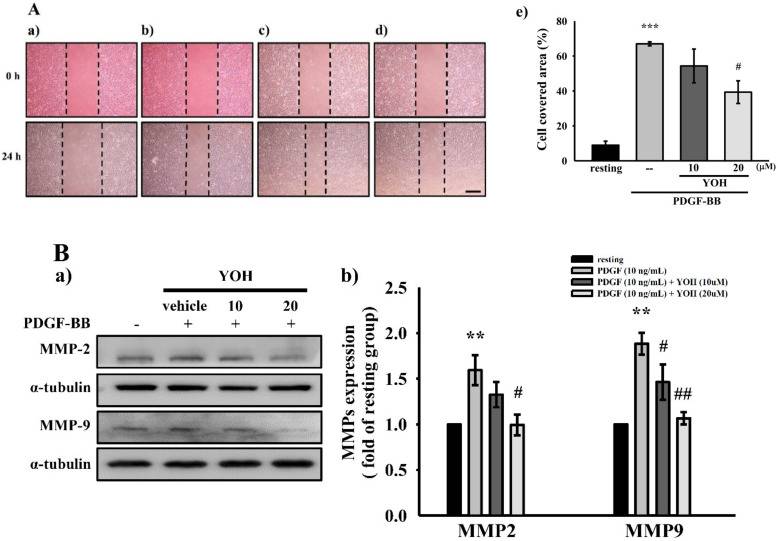 A
a)
b)
c)
d)
0 h
24 h
e)
Cell covered area (%)
80
60
40
20
0
***
#
resting
--
10
20
(μM)
YOH
PDGF-BB
B
a)
YOH
vehicle
10
20
PDGF-BB
-
+
+
+
MMP-2
α-tubulin
MMP-9
α-tubulin
b)
resting
PDGF (10 ng/mL)
PDGF (10 ng/mL) + YOH (10uM)
PDGF (10 ng/mL) + YOH (20uM)
MMPs expression
( fold of resting group)
2.5
2.0
1.5
1.0
0.5
0.0
**
#
**
#
##
MMP2
MMP9